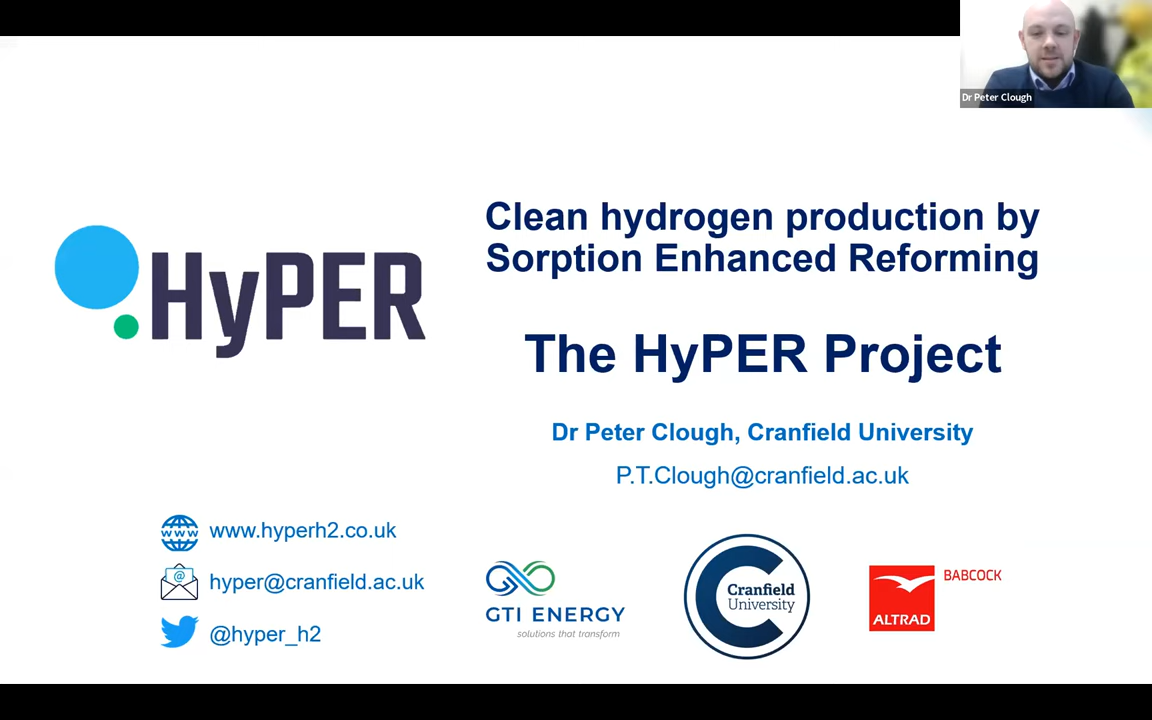 Dr Peter Clough
HyPER
Clean hydrogen production by
Sorption Enhanced Reforming
The HyPER Project
Dr Peter Clough, Cranfield University
P.T.Clough@cranfield.ac.uk
WWW
www.hyperh2.co.uk
@
hyper@cranfield.ac.uk
@hyper_h2
GTI ENERGY
solutions that transform
Cranfield
University
BABCOCK
ALTRAD